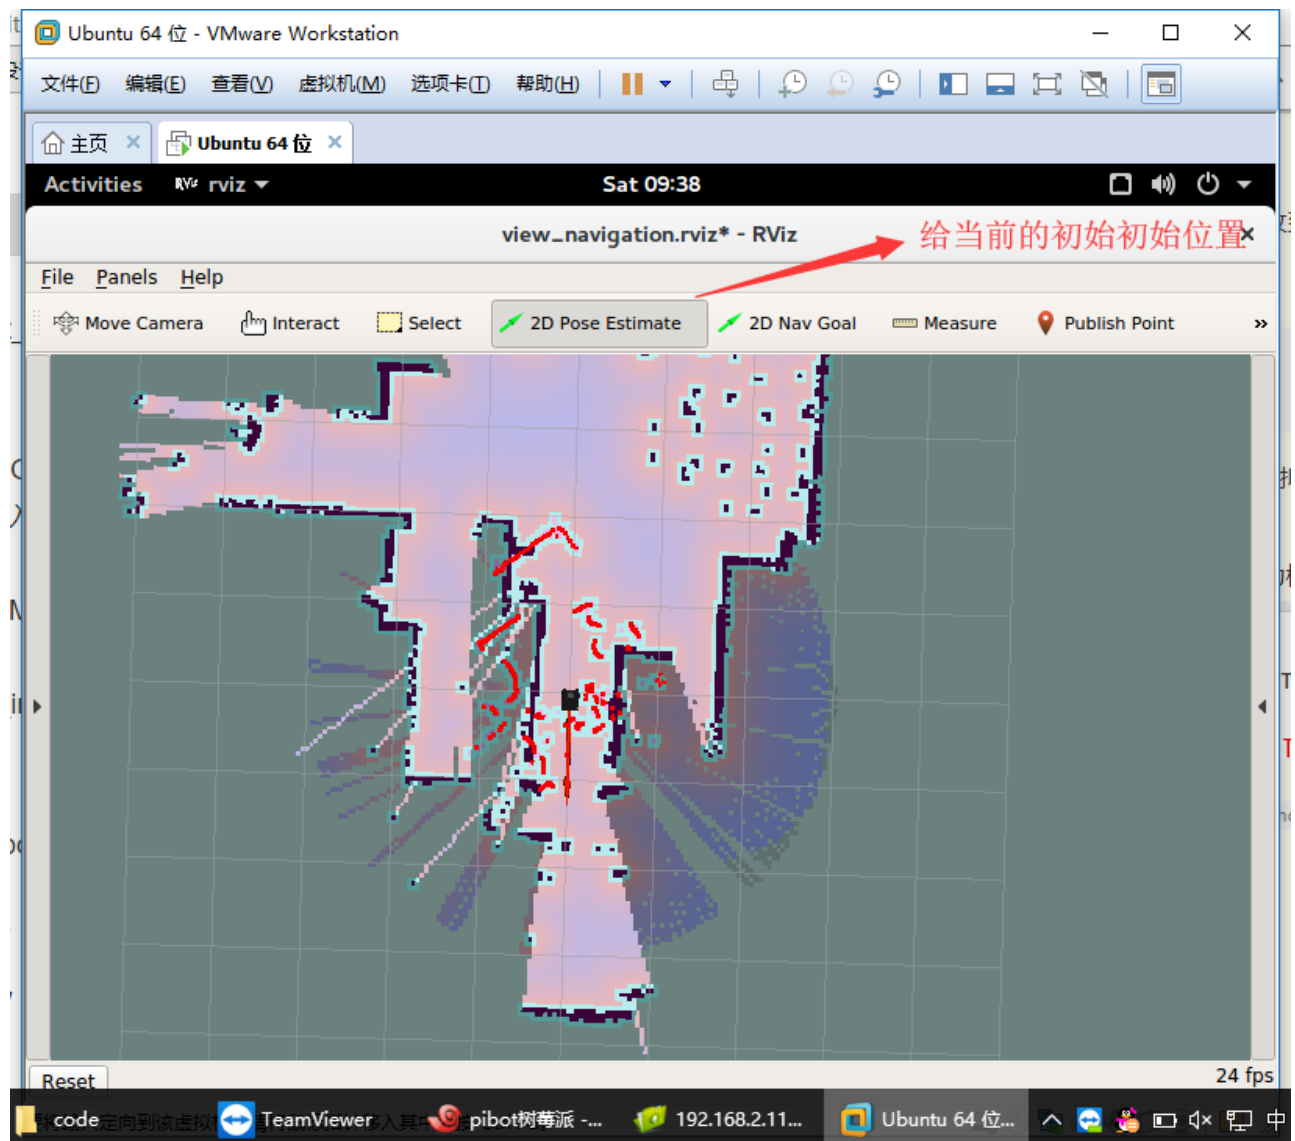 Ubuntu 64 位 - VMware Workstation
文件(F) 编辑(E) 查看(V) 虚拟机(M) 选项卡(T) 帮助(H)
主页 Ubuntu 64 位
Activities RViz rviz Sat 09:38
view_navigation.rviz* - RViz
给当前的初始初始位置
File Panels Help
Move Camera Interact Select 2D Pose Estimate 2D Nav Goal Measure Publish Point »
Reset
24 fps
code TeamViewer pibot树莓派 -... 192.168.2.11... Ubuntu 64 位... 中